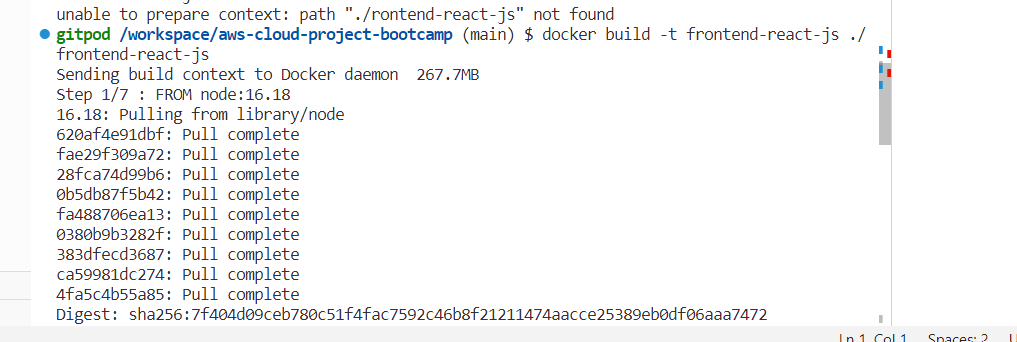 unable to prepare context: path "./rontend-react-js" not found
gitpod /workspace/aws-cloud-project-bootcamp (main) $ docker build -t frontend-react-js ./
frontend-react-js
Sending build context to Docker daemon  267.7MB
Step 1/7 : FROM node:16.18
16.18: Pulling from library/node
620af4e91dbf: Pull complete
fae29f309a72: Pull complete
28fca74d99b6: Pull complete
0b5db87f5b42: Pull complete
fa488706ea13: Pull complete
0380b9b3282f: Pull complete
383dfecd3687: Pull complete
ca59981dc274: Pull complete
4fa5c4b55a85: Pull complete
Digest: sha256:7f404d09ceb780c51f4fac7592c46b8f21211474aacce25389eb0df06aaa7472
Ln 1, Col 1 Spaces: 2